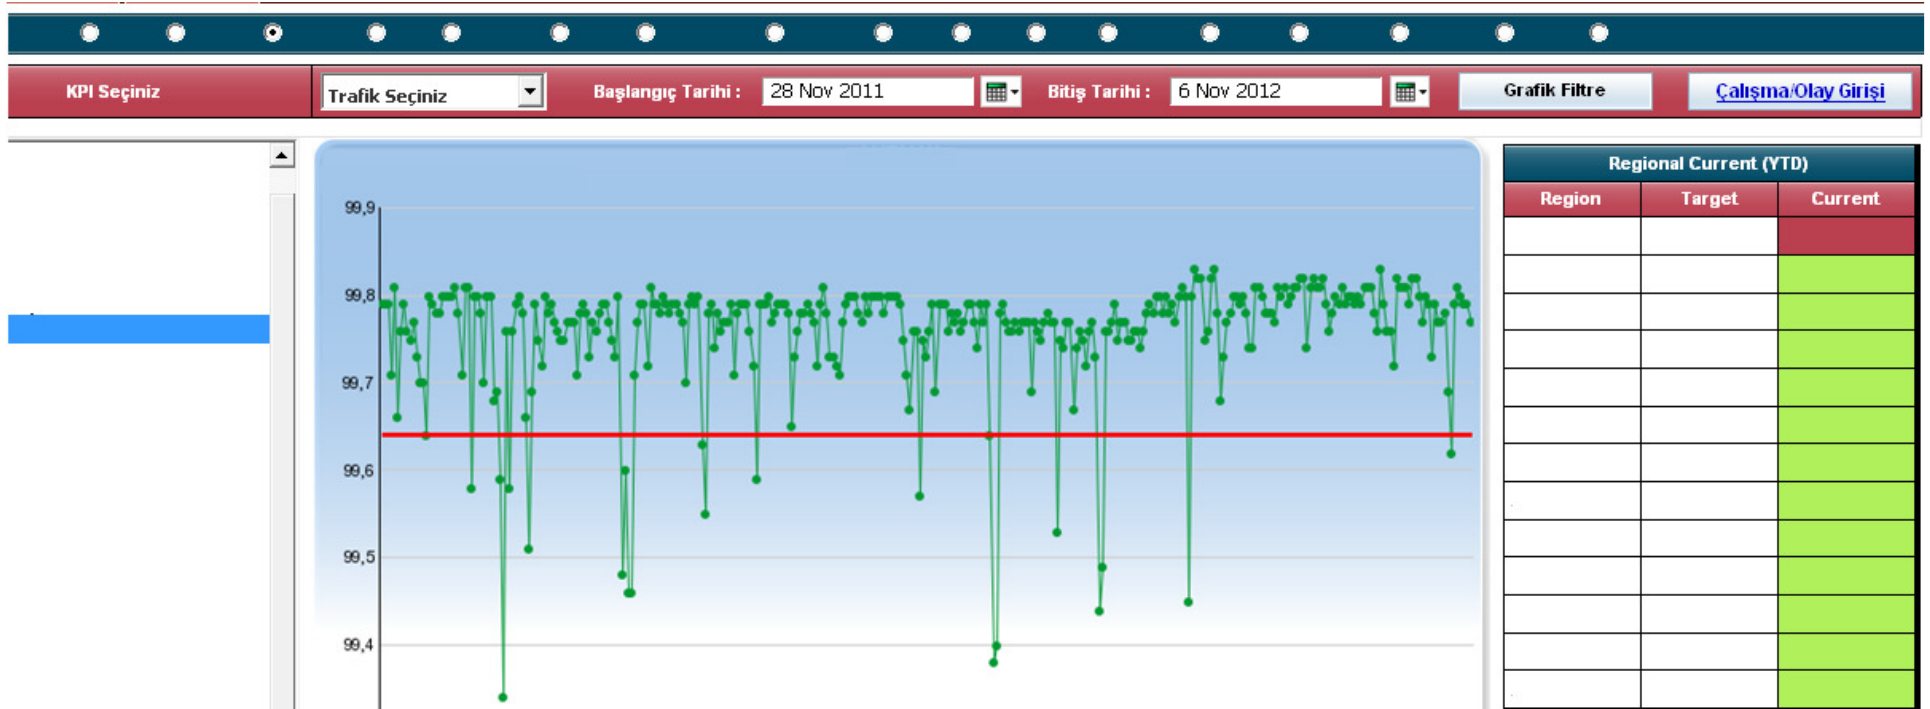 KPI Seçiniz Trafik Seçiniz Başlangıç Tarihi : 28 Nov 2011 Bitiş Tarihi : 6 Nov 2012 Grafik Filtre Çalışma/Olay Girişi
Regional Current (YTD)
Region Target Current
99,9
99,8
99,7
99,6
99,5
99,4